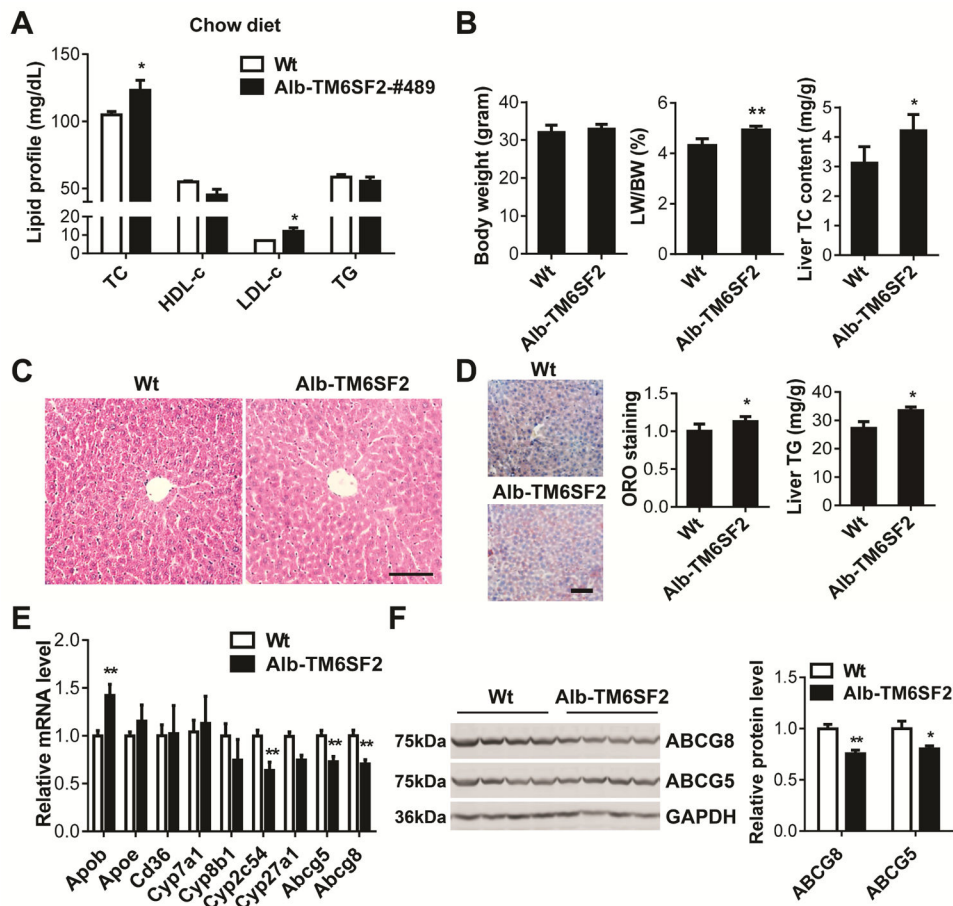 A
Chow diet
Lipid profile (mg/dL)
150
100
50
20
10
0
Wt
Alb-TM6SF2-#489
*
*
TC
HDL-c
LDL-c
TG
B
Body weight (gram)
40
30
20
10
0
Wt
Alb-TM6SF2
LW/BW (%)
6
4
2
0
**
Wt
Alb-TM6SF2
Liver TC content (mg/g)
6
5
4
3
2
1
0
*
Wt
Alb-TM6SF2
C
Wt
Alb-TM6SF2
D
Wt
Alb-TM6SF2
ORO staining
1.5
1.0
0.5
0.0
*
Wt
Alb-TM6SF2
Liver TG (mg/g)
40
30
20
10
0
*
Wt
Alb-TM6SF2
E
Relative mRNA level
2.0
1.5
1.0
0.5
0.0
Wt
Alb-TM6SF2
**
**
**
**
Apob
Apoe
Cd36
Cyp7a1
Cyp8b1
Cyp2c54
Cyp27a1
Abcg5
Abcg8
F
Wt
Alb-TM6SF2
75kDa
ABCG8
75kDa
ABCG5
36kDa
GAPDH
Relative protein level
1.5
1.0
0.5
0.0
Wt
Alb-TM6SF2
**
*
ABCG8
ABCG5